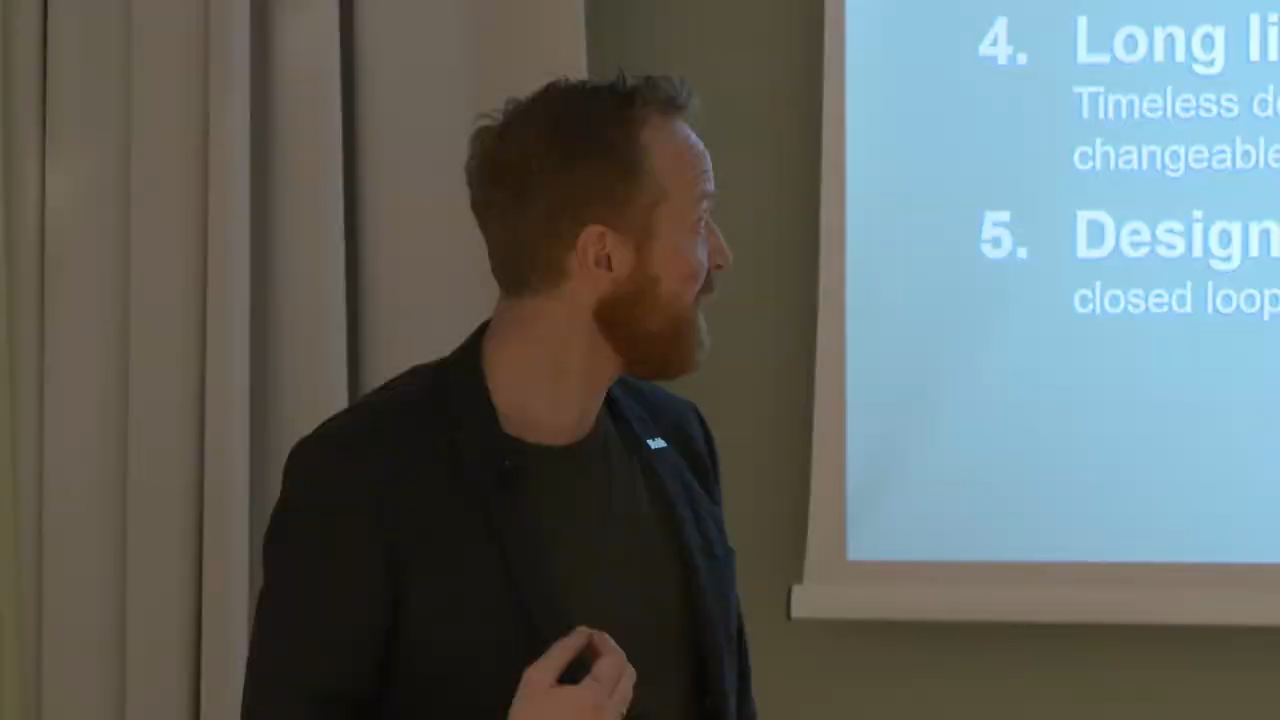 4. Long
Timeless
changeable
5. Design
closed loop